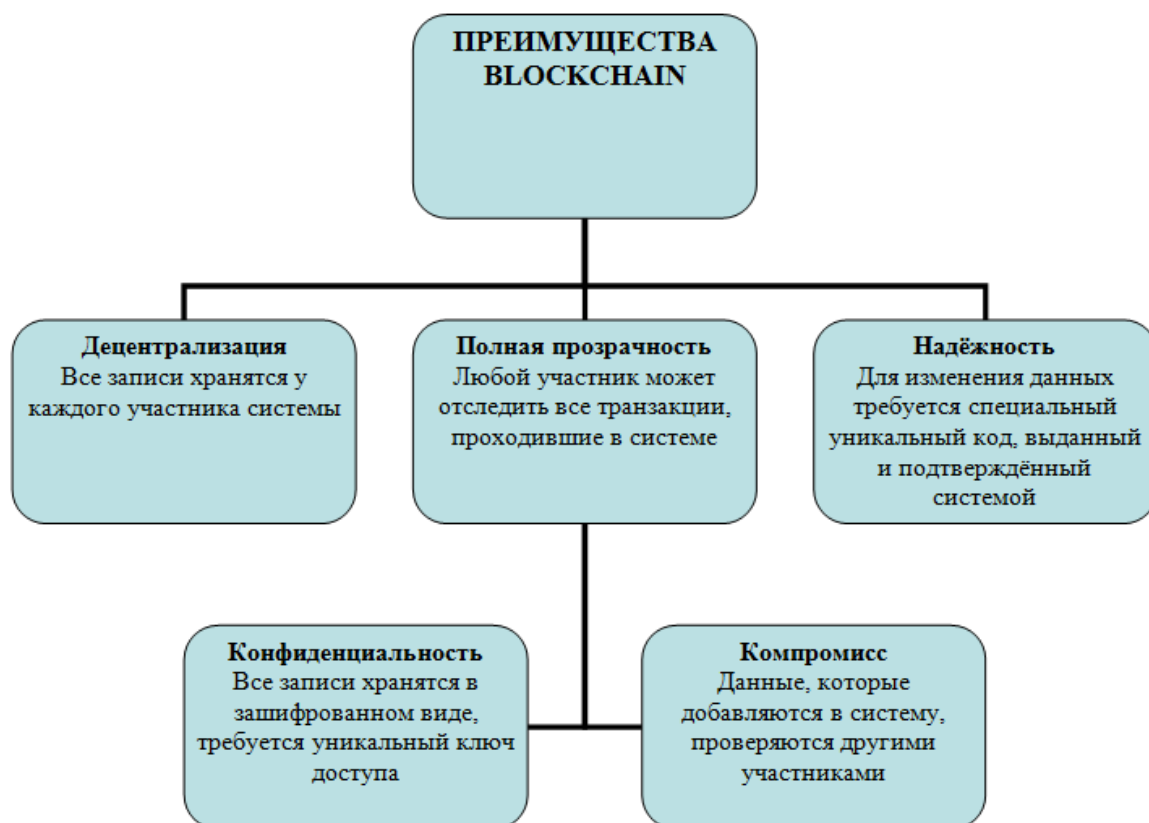 ПРЕИМУЩЕСТВА
BLOCKCHAIN
Децентрализация
Все записи хранятся у
каждого участника системы
Полная прозрачность
Любой участник может
отследить все транзакции,
проходившие в системе
Надёжность
Для изменения данных
требуется специальный
уникальный код, выданный
и подтверждённый
системой
Конфиденциальность
Все записи хранятся в
зашифрованном виде,
требуется уникальный ключ
доступа
Компромисс
Данные, которые
добавляются в систему,
проверяются другими
участниками